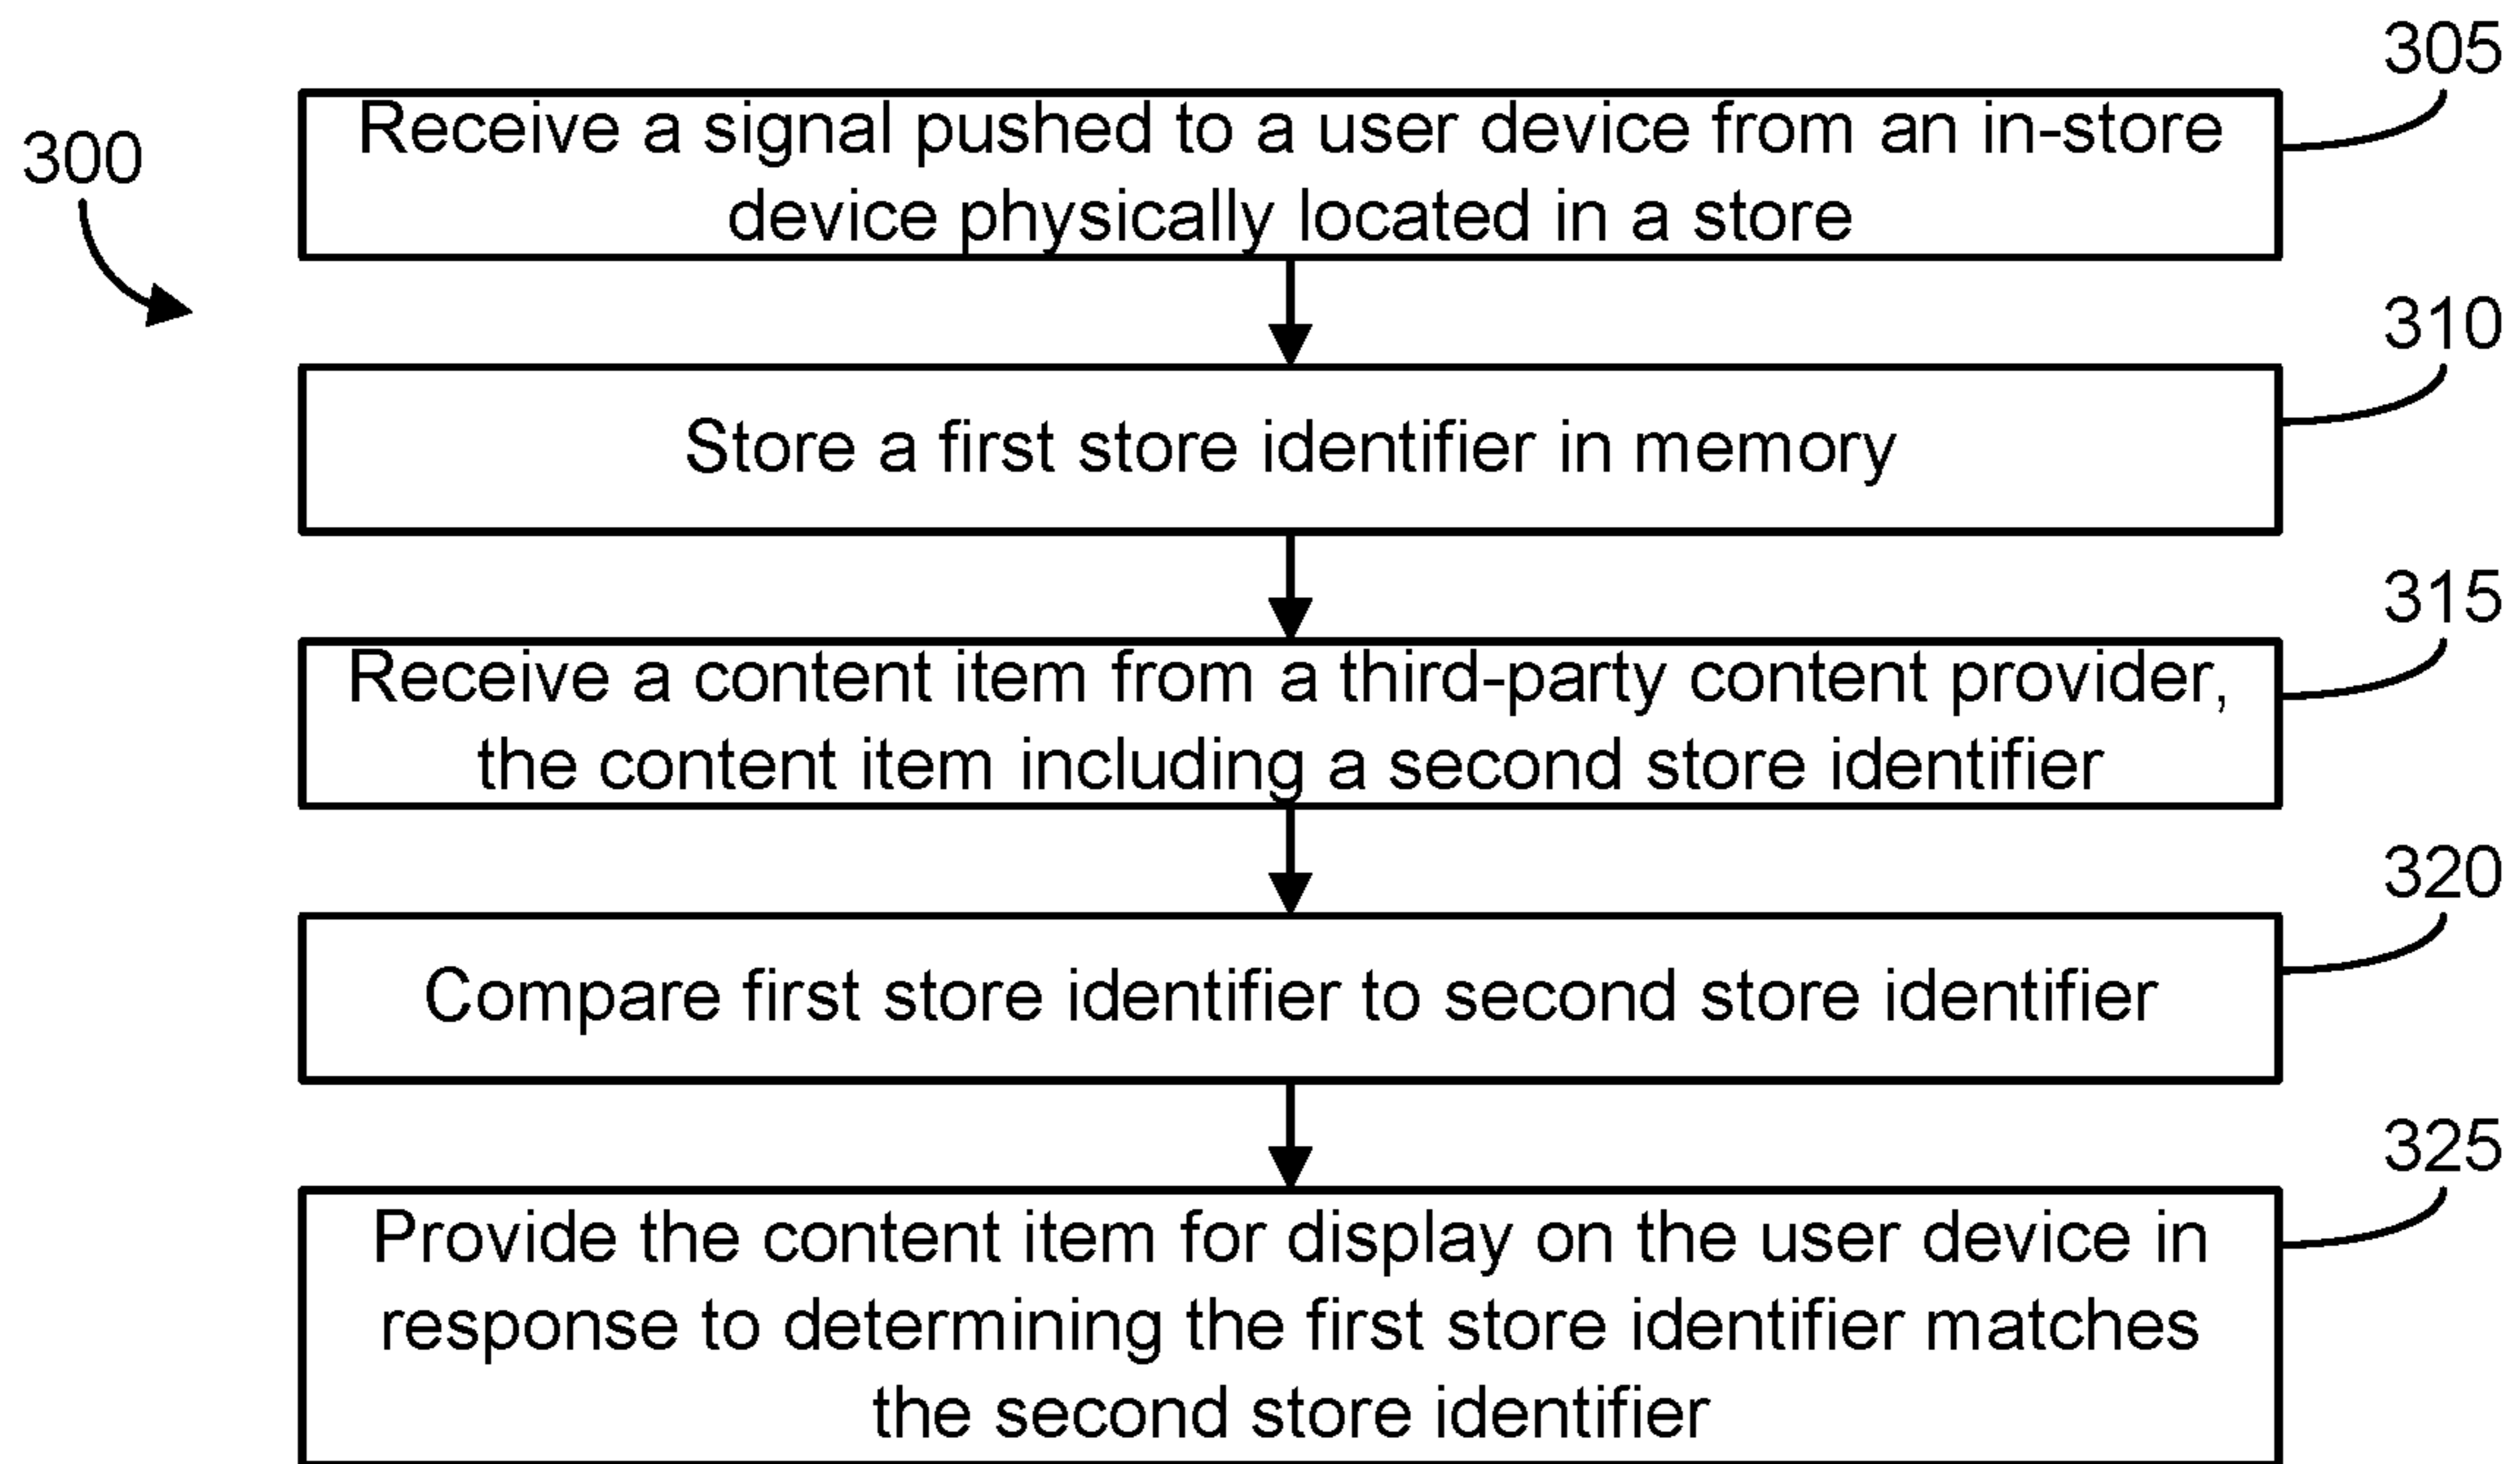 305
Receive a signal pushed to a user device from an in-store
device physically located in a store
300
310
Store a first store identifier in memory
315
Receive a content item from a third-party content provider,
the content item including a second store identifier
320
Compare first store identifier to second store identifier
325
Provide the content item for display on the user device in
response to determining the first store identifier matches
the second store identifier